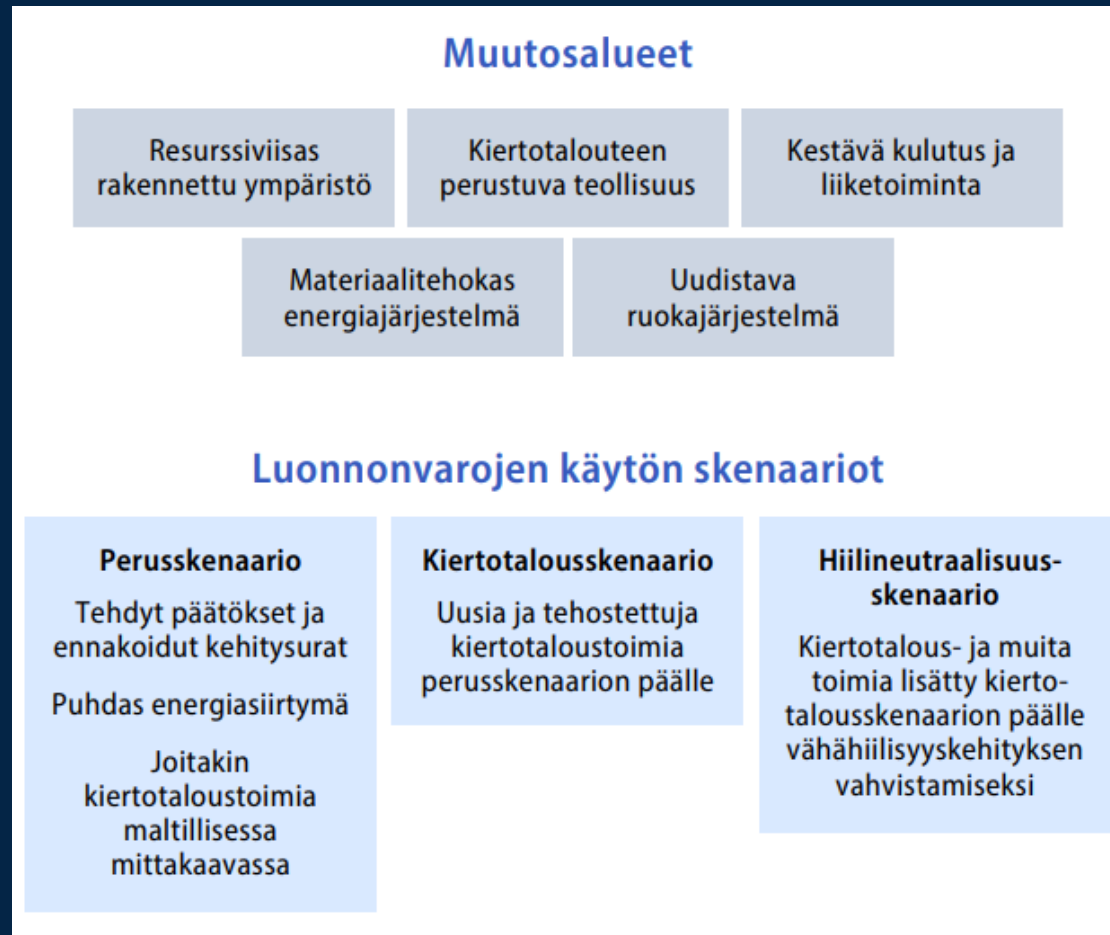 Muutosalueet
Resurssiviisas
rakennettu ympäristö
Kiertotalouteen
perustuva teollisuus
Kestävä kulutus ja
liiketoiminta
Materiaalitehokas
energiajärjestelmä
Uudistava
ruokajärjestelmä
Luonnonvarojen käytön skenaariot
Perusskenaario
Tehdyt päätökset ja
ennakoidut kehitysurat
Puhdas energiasiirtymä
Joitakin
kiertotaloustoimia
maltillisessa
mittakaavassa
Kiertotalousskenaario
Uusia ja tehostettuja
kiertotaloustoimia
perusskenaarion päälle
Hiilineutraalisuus-
skenaario
Kiertotalous- ja muita
toimia lisätty kierto-
talousskenaarion päälle
vähähiilisyyskehityksen
vahvistamiseksi